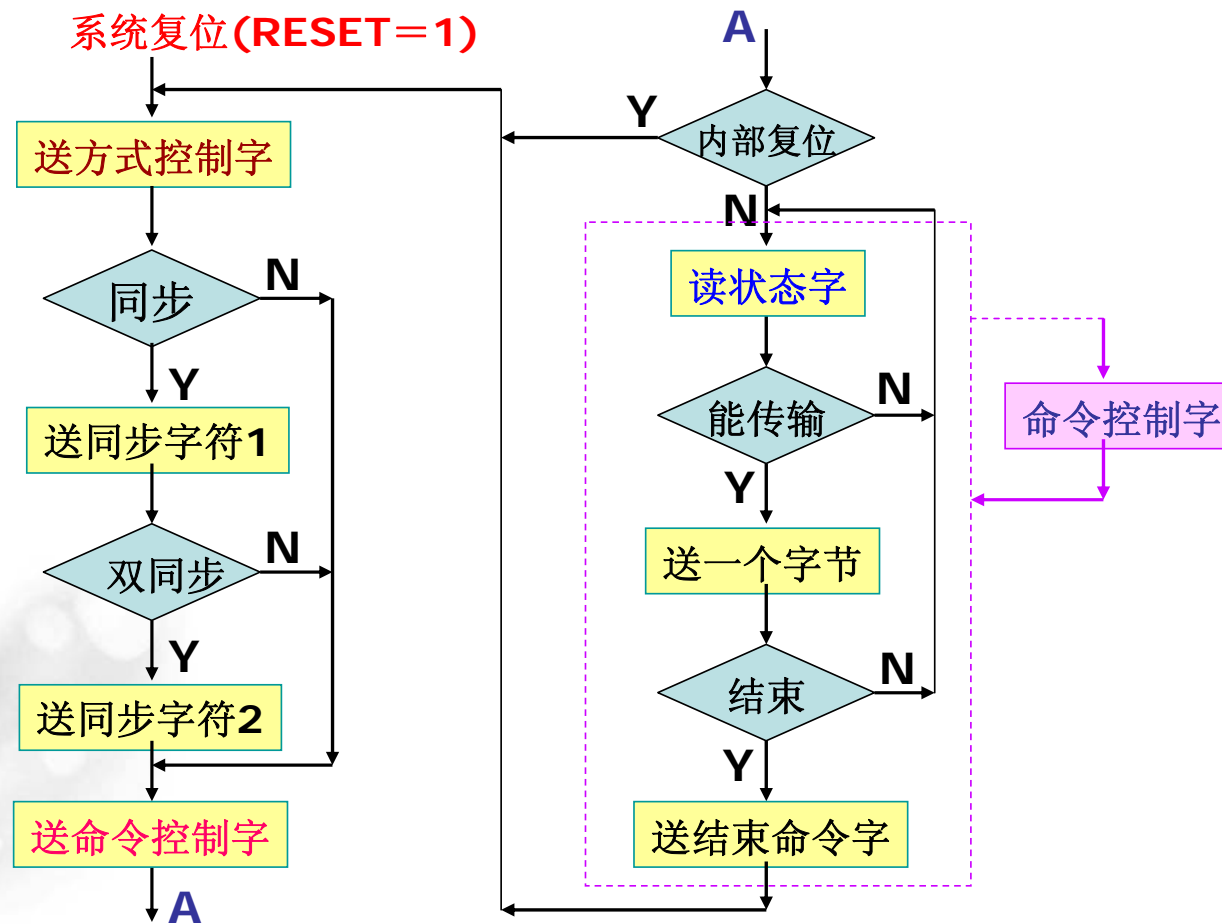 系统复位(RESET＝1)
送方式控制字
同步
N
Y
送同步字符1
双同步
N
Y
送同步字符2
送命令控制字
A
A
内部复位
Y
N
读状态字
能传输
N
Y
送一个字节
结束
N
Y
送结束命令字
命令控制字